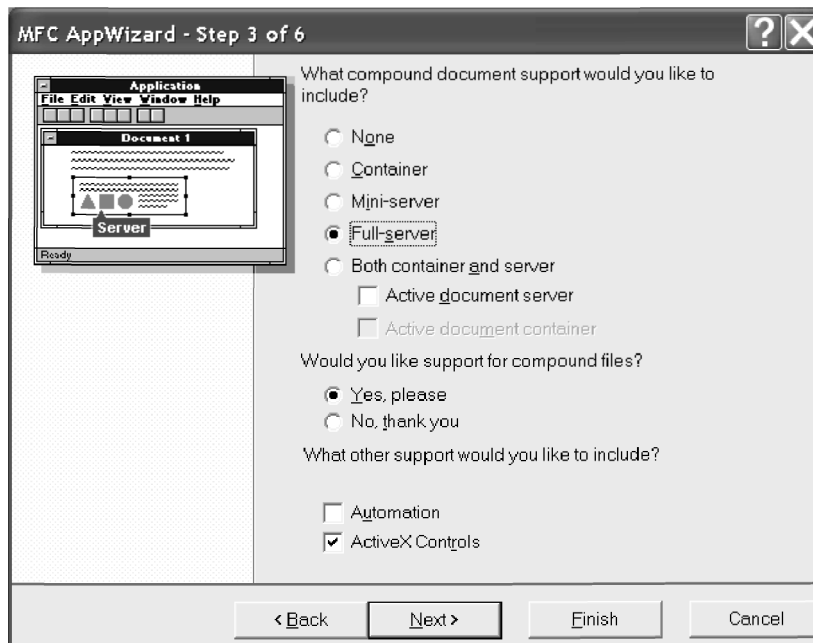 MFC AppWizard - Step 3 of 6
?
Application
File Edit View Window Help
Document 1
Server
Ready
What compound document support would you like to
include?
None
Container
Mini-server
Full-server
Both container and server
Active document server
Active document container
Would you like support for compound files?
Yes, please
No, thank you
What other support would you like to include?
Automation
ActiveX Controls
< Back
Next >
Finish
Cancel